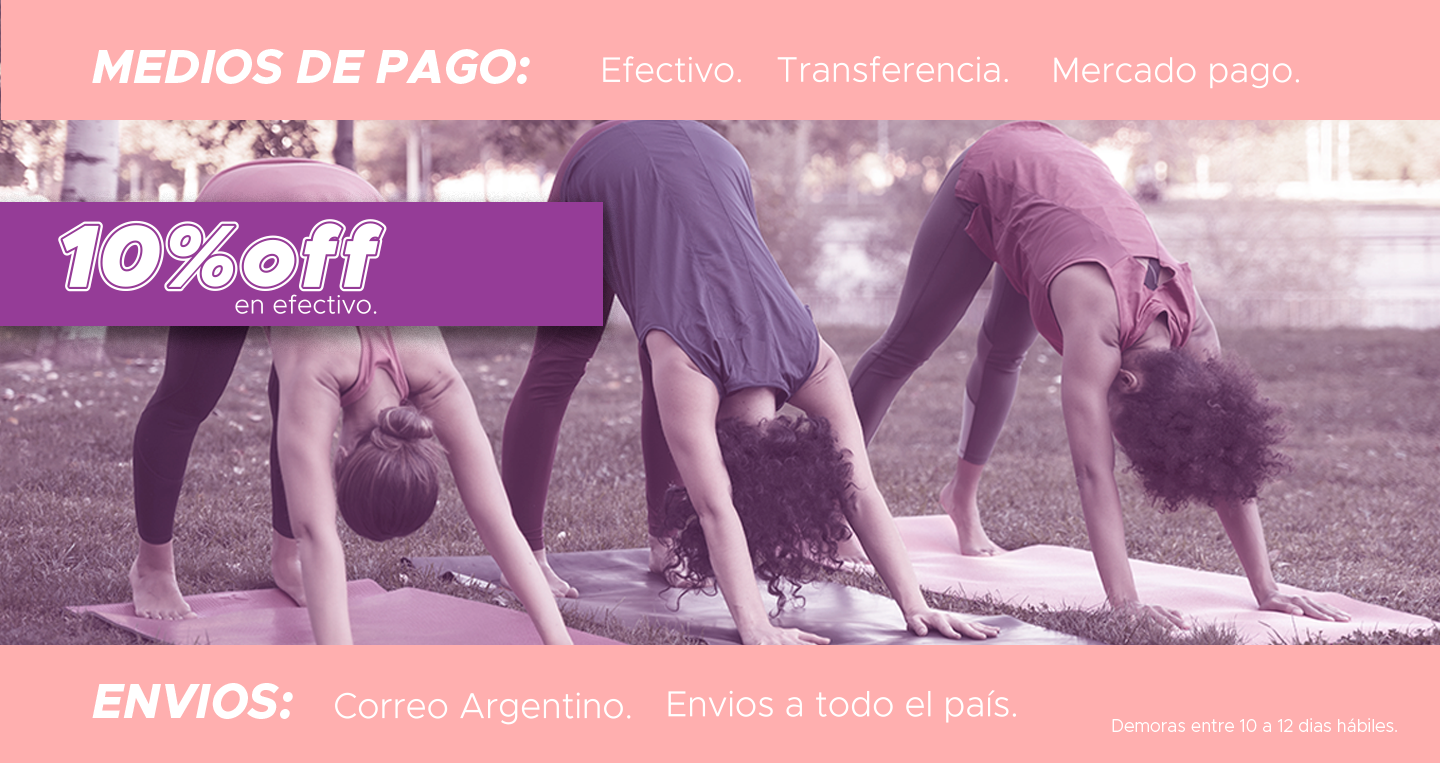 MEDIOS DE PAGO: Efectivo. Transferencia. Mercado pago.
10%off
en efectivo.
ENVIOS: Correo Argentino. Envios a todo el país.
Demoras entre 10 a 12 dias hábiles.